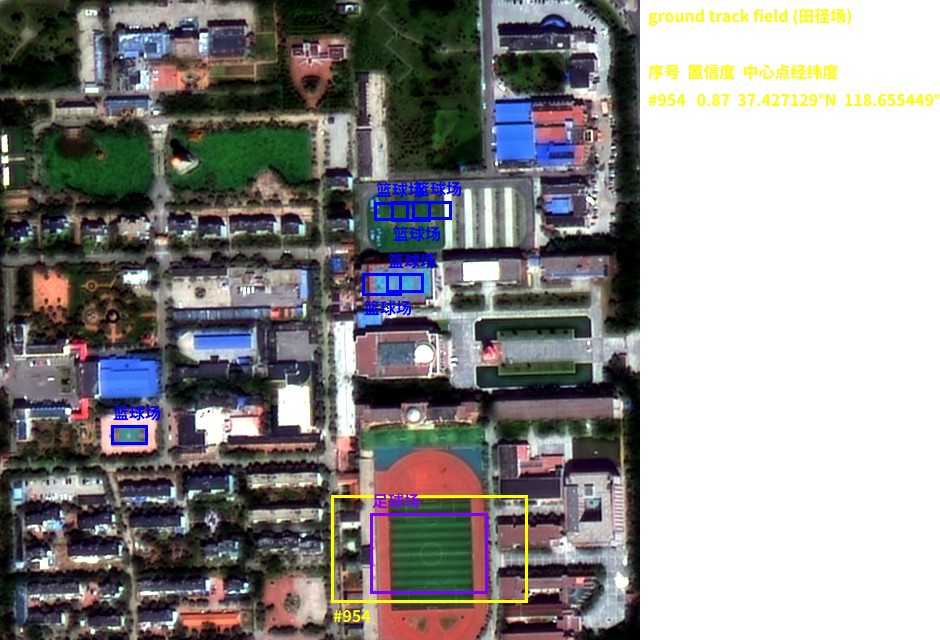 ground track field (田径场)
序号 置信度 中心点经纬度
#954 0.87 37.427129°N 118.655449°
篮球场
篮球场
篮球场
篮球场
篮球场
篮球场
足球场
#954